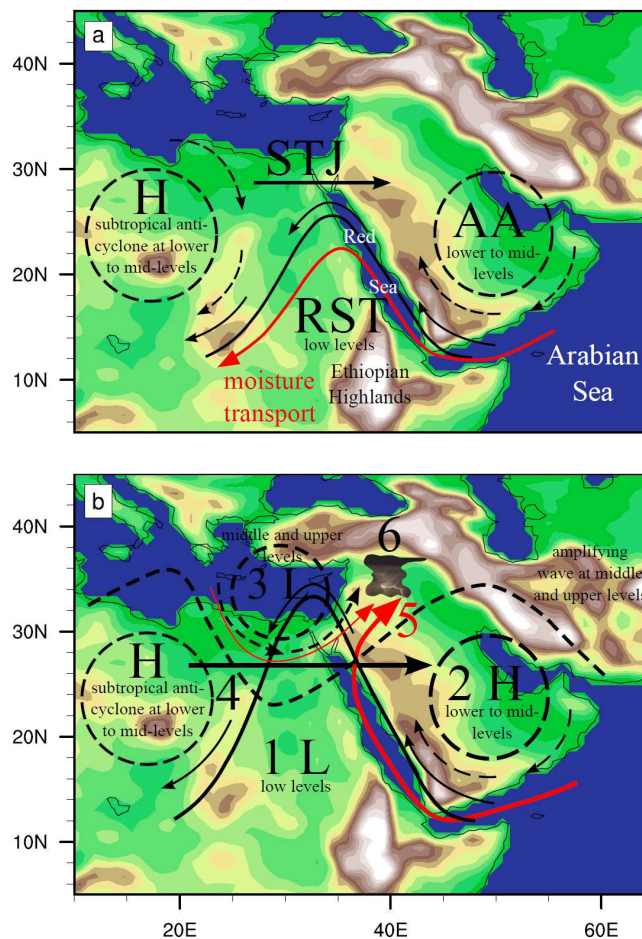 a
40N
30N
20N
10N
STJ
H
subtropical anti-
cyclone at lower
to mid-levels
AA
lower to mid-
levels
Red
Sea
RST
low levels
Ethiopian
Highlands
moisture
transport
Arabian
Sea
b
40N
30N
20N
10N
middle and upper
levels
6
amplifying
wave at middle
and upper levels
3 L
5
H
subtropical anti-
cyclone at lower
to mid-levels
4
2 H
lower to mid-
levels
1 L
low levels
20E
40E
60E